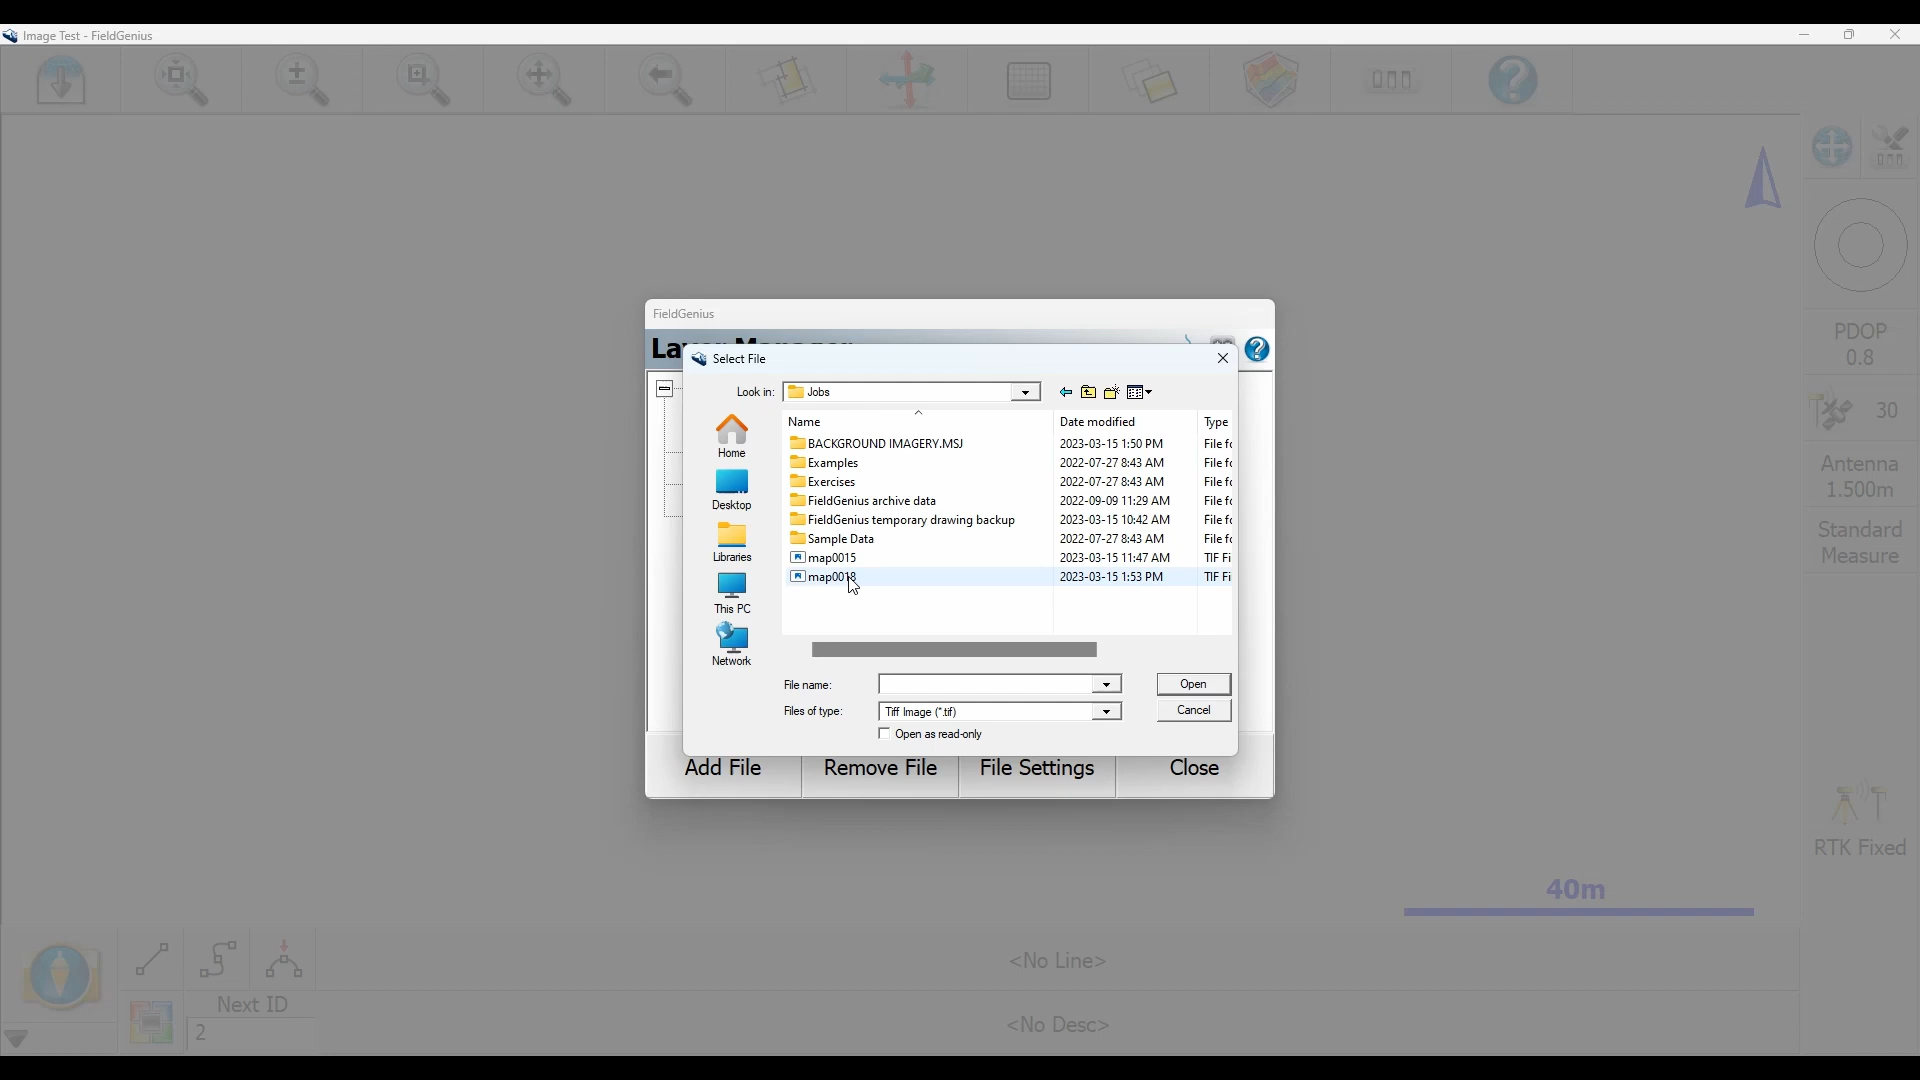 Image Test - FieldGenius
PDOP
0.8
30
Antenna
1.500m
Standard
Measure
RTK Fixed
40m
FieldGenius
Select File
Look in: Jobs
Name Date modified Type
BACKGROUND IMAGERY.MSJ 2023-03-15 1:50 PM
Examples 2022-07-27 8:43 AM
Exercises 2022-07-27 8:43 AM
FieldGenius archive data 2022-09-09 11:29 AM
FieldGenius temporary drawing backup 2023-03-15 10:42 AM
Sample Data 2022-07-27 8:43 AM
map0015 2023-03-15 11:47 AM TIF
map0018 2023-03-15 1:53 PM TIF
Home
Desktop
Libraries
This PC
Network
File name: Open
Files of type: Tiff Image (*.tif) Cancel
Open as read-only
Add File Remove File File Settings Close
<No Line>
Next ID
2
<No Desc>